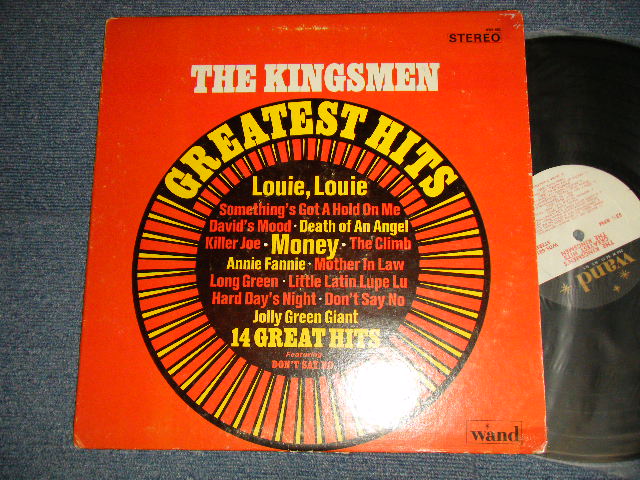 STEREO
THE KINGSMEN
GREATEST HITS
Louie, Louie
Something's Got A Hold On Me
David's Mood · Death of An Angel
Killer Joe · Money · The Climb
Annie Fannie · Mother In Law
Long Green · Little Latin Lupe Lu
Hard Day's Night · Don't Say No
Jolly Green Giant
14 GREAT HITS
Featuring
DON'T SAY NO
wand
wand